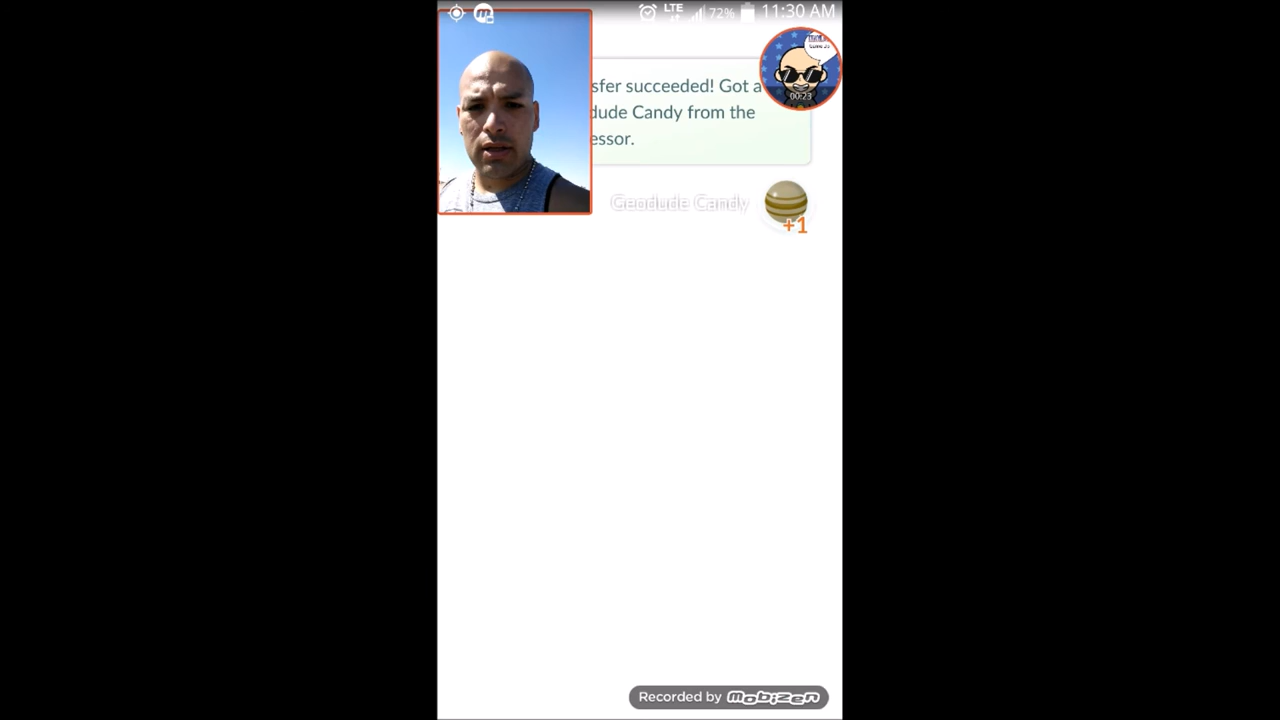 LTE 72% 11:30 AM
sfer succeeded! Got a
dude Candy from the
essor.
00:23
Geodude Candy
+1
Recorded by Mobizen